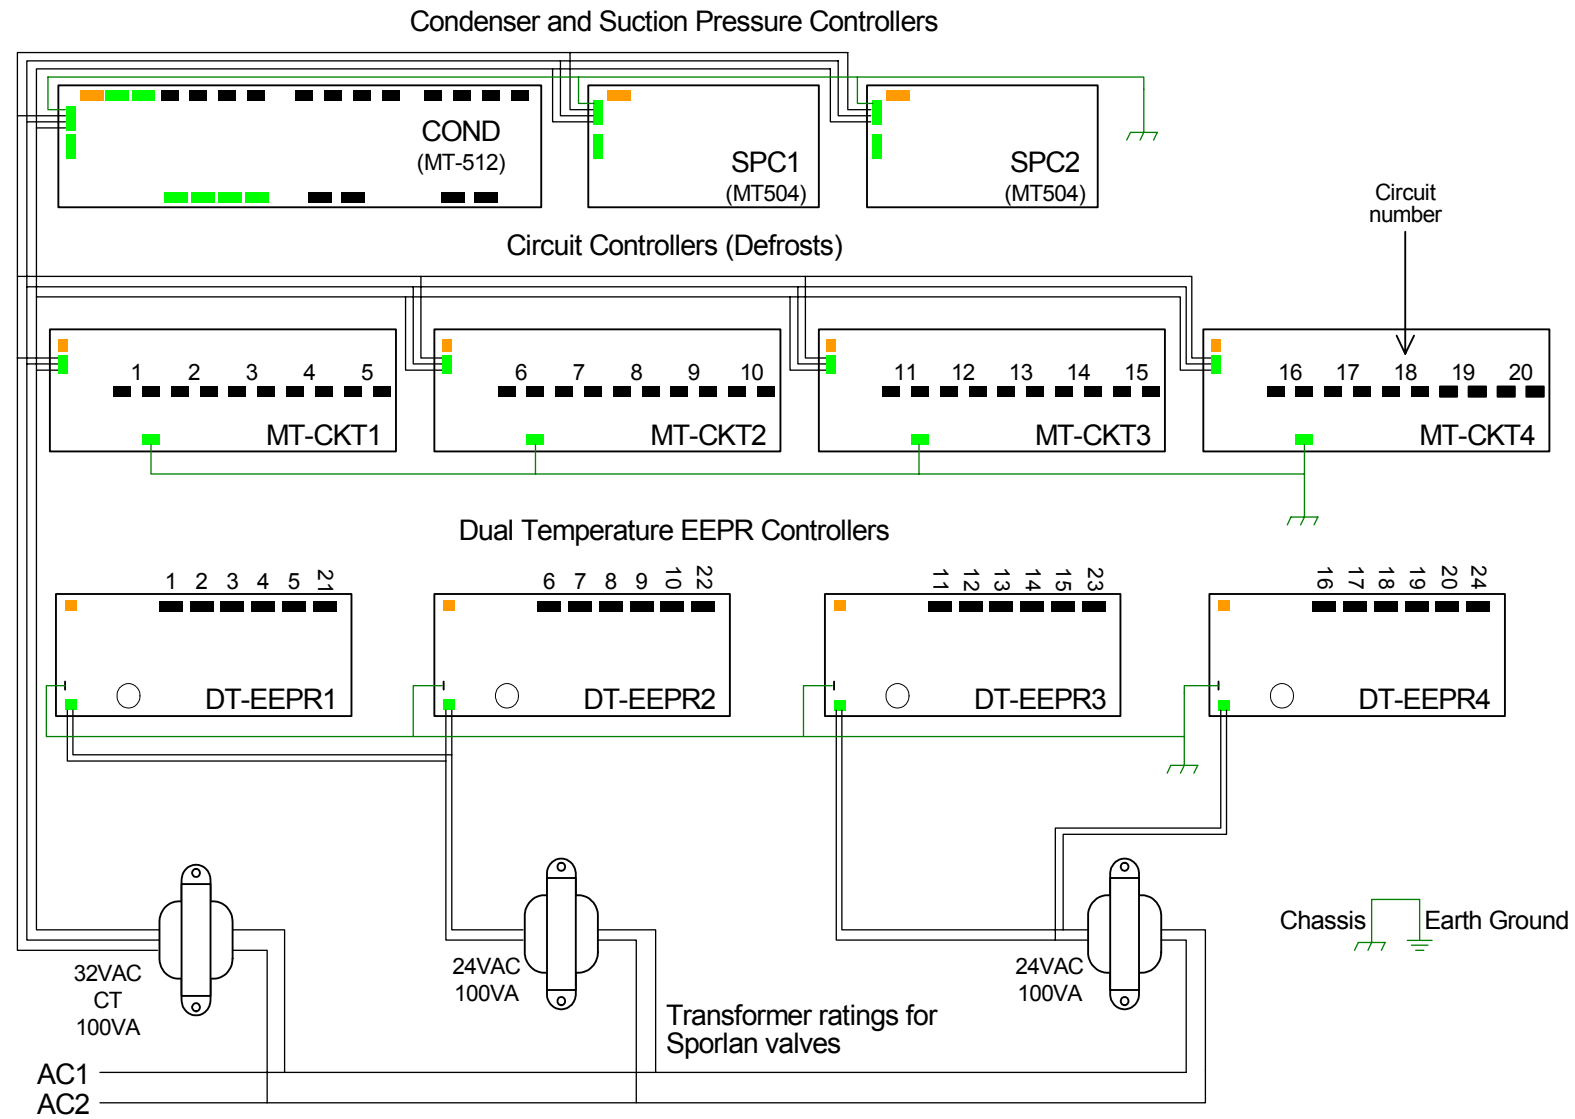 Condenser and Suction Pressure Controllers
COND
(MT-512)
SPC1
(MT504)
SPC2
(MT504)
Circuit
number
Circuit Controllers (Defrosts)
1 2 3 4 5
MT-CKT1
6 7 8 9 10
MT-CKT2
11 12 13 14 15
MT-CKT3
16 17 18 19 20
MT-CKT4
Dual Temperature EEPR Controllers
1 2 3 4 5 21
DT-EEPR1
6 7 8 9 10 22
DT-EEPR2
11 12 13 14 15 23
DT-EEPR3
16 17 18 19 20 24
DT-EEPR4
32VAC
CT
100VA
24VAC
100VA
24VAC
100VA
Chassis
Earth Ground
Transformer ratings for
Sporlan valves
AC1
AC2